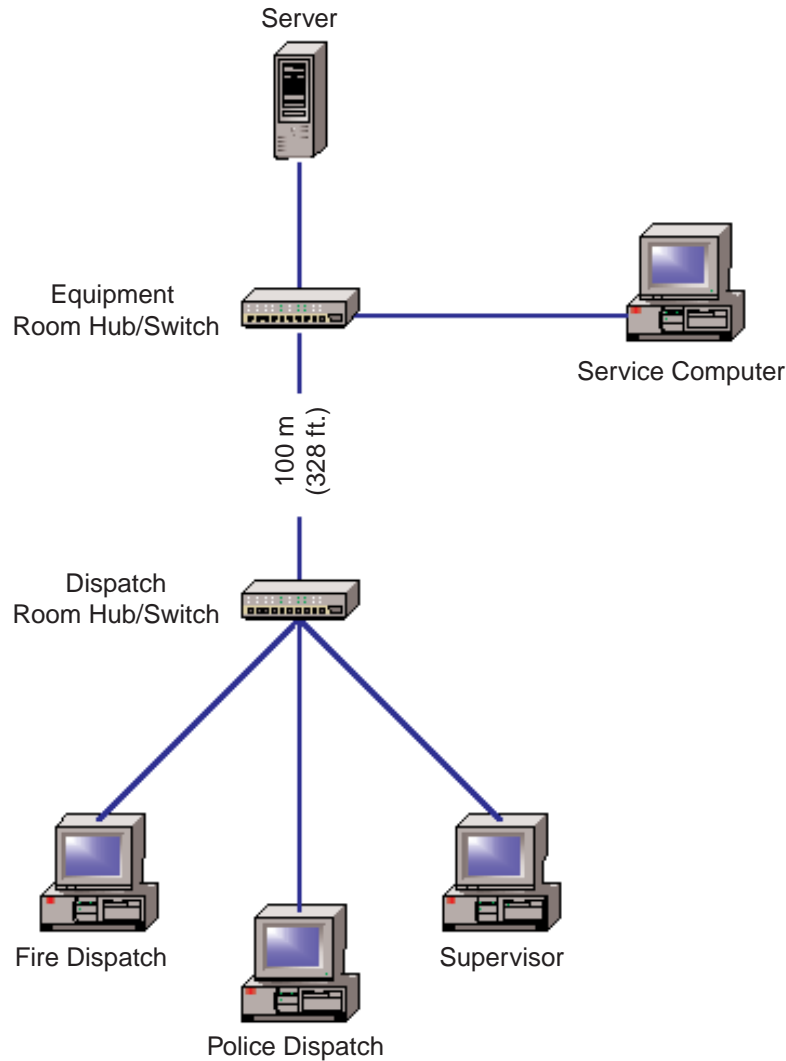 Server
Equipment
Room Hub/Switch
Service Computer
100 m
(328 ft.)
Dispatch
Room Hub/Switch
Fire Dispatch
Supervisor
Police Dispatch